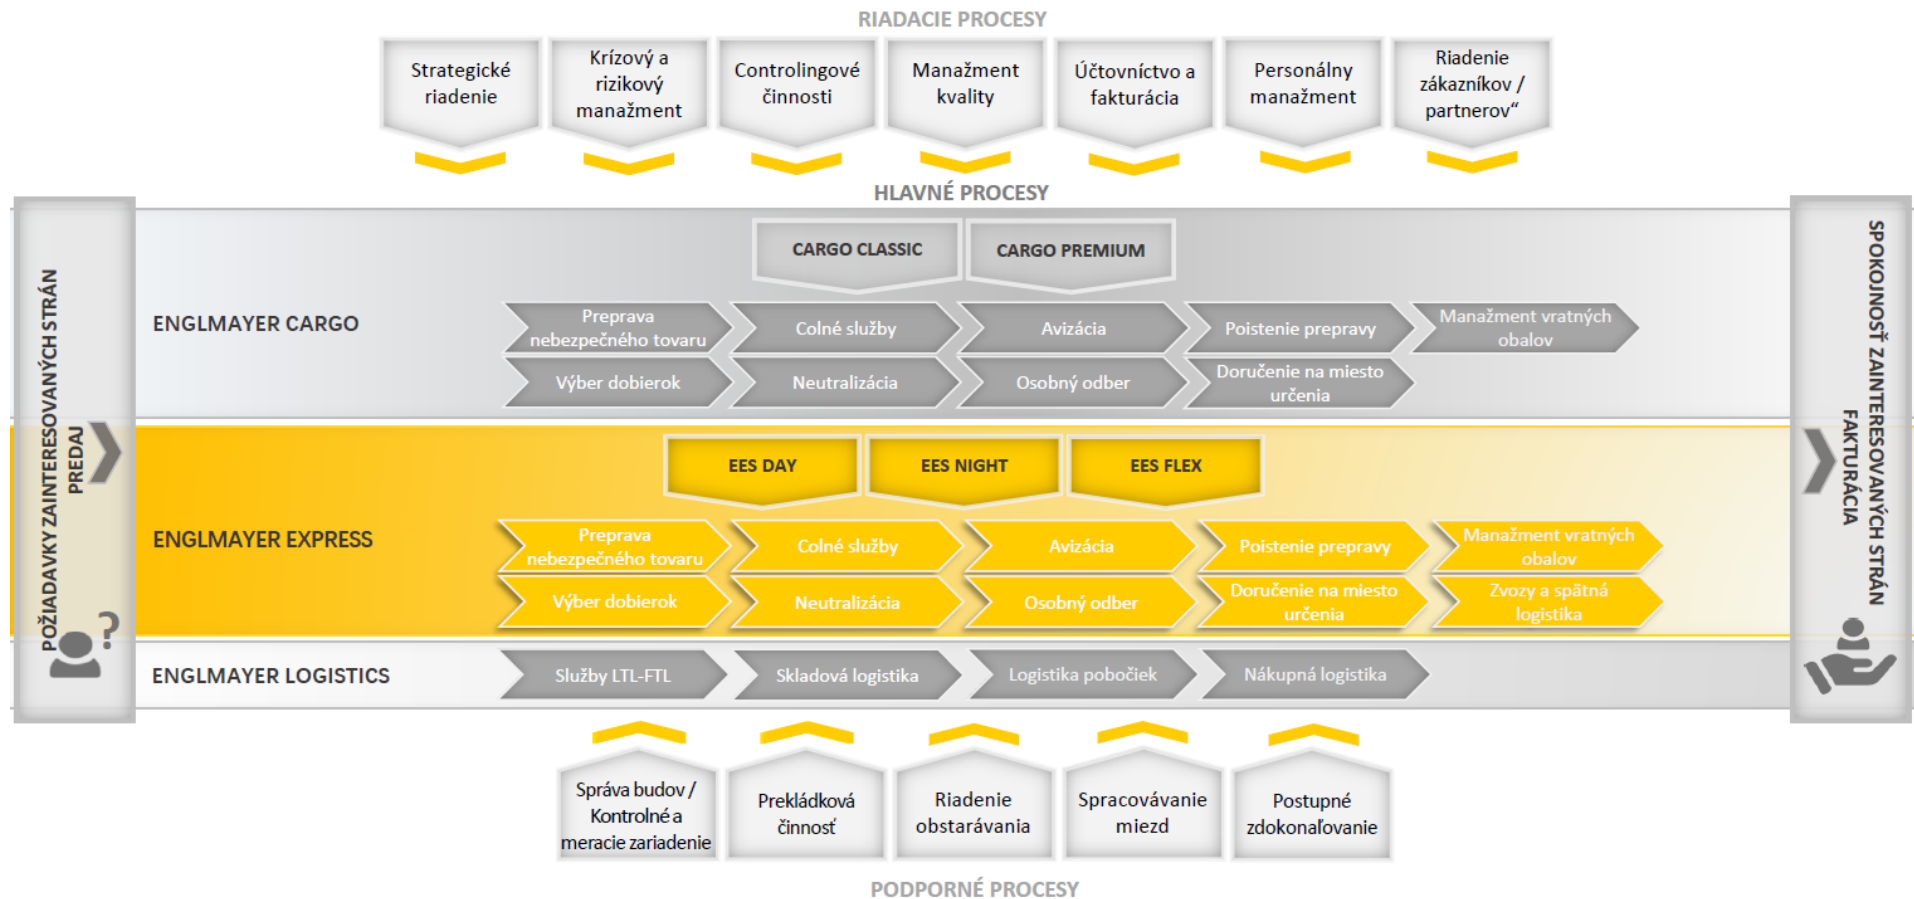 RIADACIE PROCESY
Strategické
riadenie
Krízový a
rizikový
manažment
Controlingové
činnosti
Manažment
kvality
Účtovníctvo a
fakturácia
Personálny
manažment
Riadenie
zákazníkov /
partnerov“
HLAVNÉ PROCESY
POŽIADAVKY ZAINTERESOVANÝCH STRÁN
PREDAJ
?
CARGO CLASSIC
CARGO PREMIUM
ENGLMAYER CARGO
Preprava
nebezpečného tovaru
Colné služby
Avizácia
Poistenie prepravy
Manažment vratných
obalov
Výber dobierok
Neutralizácia
Osobný odber
Doručenie na miesto
určenia
EES DAY
EES NIGHT
EES FLEX
ENGLMAYER EXPRESS
Preprava
nebezpečného tovaru
Colné služby
Avizácia
Poistenie prepravy
Manažment vratných
obalov
Výber dobierok
Neutralizácia
Osobný odber
Doručenie na miesto
určenia
Zvozy a spätná
logistika
ENGLMAYER LOGISTICS
Služby LTL-FTL
Skladová logistika
Logistika pobočiek
Nákupná logistika
SPOKOJNOSŤ ZAINTERESOVANÝCH STRÁN
FAKTURÁCIA
Správa budov /
Kontrolné a
meracie zariadenie
Prekládková
činnosť
Riadenie
obstarávania
Spracovávanie
miezd
Postupné
zdokonaľovanie
PODPORNÉ PROCESY